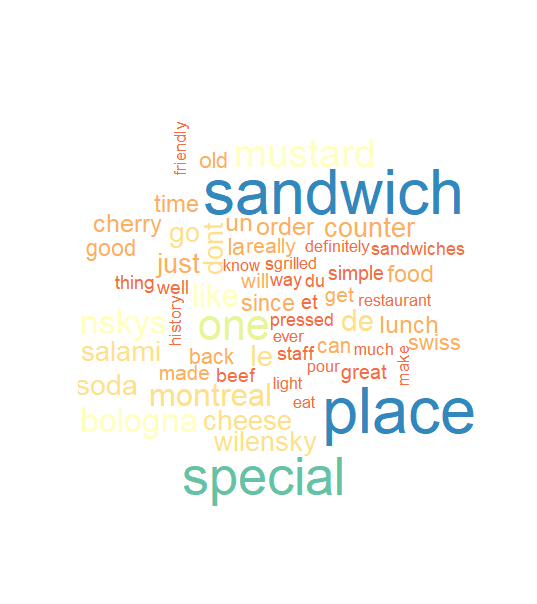 friendly
old mustard
sandwich
time
cherry go dont un order counter
good just la really definitely sandwiches
know s grilled
thing well like will way du simple food
history since et get restaurant
nskys one pressed de lunch
ever
salami back le staff can much swiss
made beef pour great make
soda montreal light
eat
bologna cheese place
wilensky
special